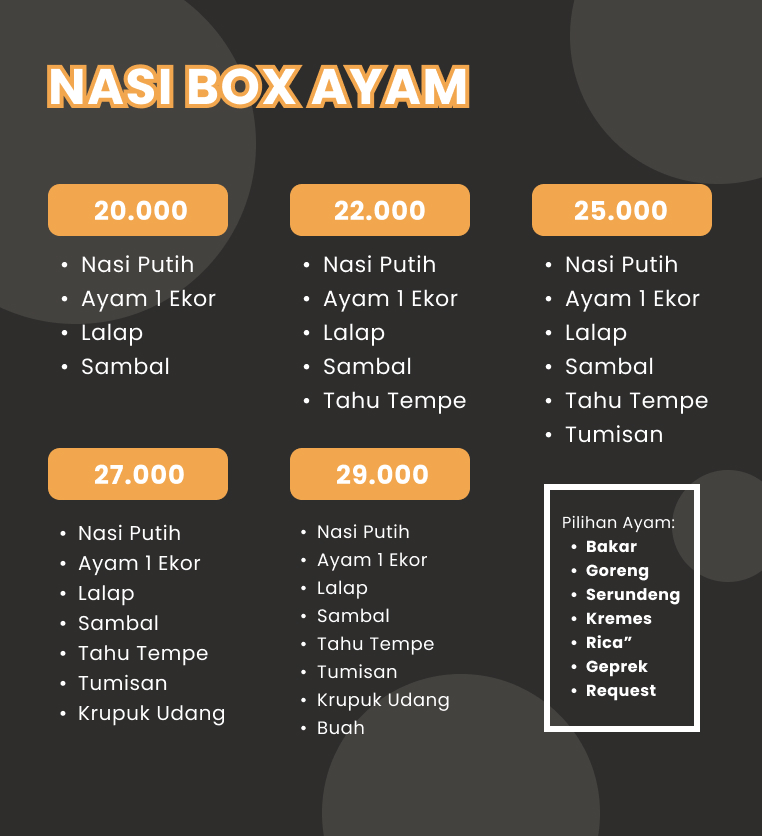 NASI BOX AYAM
20.000
• Nasi Putih
• Ayam 1 Ekor
• Lalap
• Sambal
22.000
• Nasi Putih
• Ayam 1 Ekor
• Lalap
• Sambal
• Tahu Tempe
25.000
• Nasi Putih
• Ayam 1 Ekor
• Lalap
• Sambal
• Tahu Tempe
• Tumisan
27.000
• Nasi Putih
• Ayam 1 Ekor
• Lalap
• Sambal
• Tahu Tempe
• Tumisan
• Krupuk Udang
29.000
• Nasi Putih
• Ayam 1 Ekor
• Lalap
• Sambal
• Tahu Tempe
• Tumisan
• Krupuk Udang
• Buah
Pilihan Ayam:
• Bakar
• Goreng
• Serundeng
• Kremes
• Rica”
• Geprek
• Request